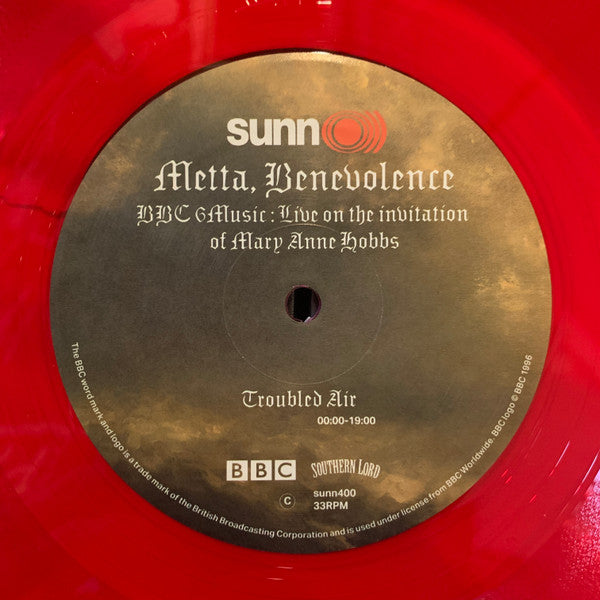 sunn O)))
Metta, Benevolence
BBC 6Music : Live on the invitation
of Mary Anne Hobbs
Troubled Air
00:00-19:00
BBC
SOUTHERN LORD
C
sunn400
33RPM
The BBC word mark and logo is a trade mark of the British Broadcasting Corporation and is used under license from BBC Worldwide. BBC logo © BBC 1996